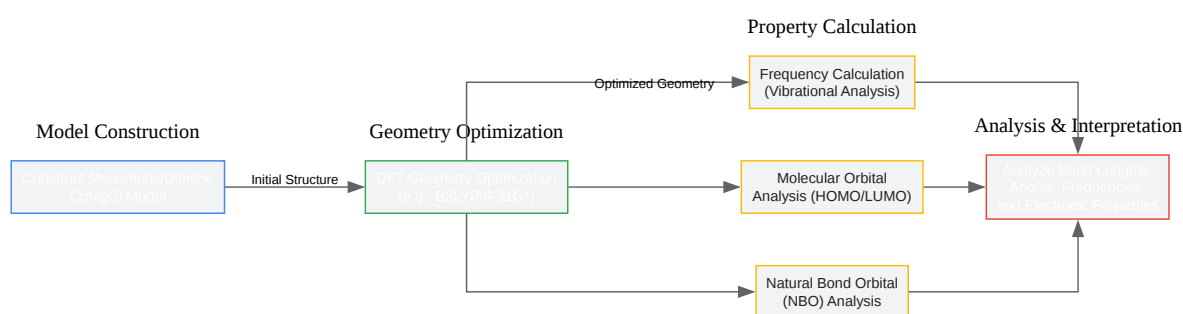 Property Calculation
Optimized Geometry
Frequency Calculation
(Vibrational Analysis)
Model Construction
Geometry Optimization
Analysis & Interpretation
Construct Monomeric/Dimeric
CpMgCl Model
Initial Structure
DFT Geometry Optimization
(e.g., B3LYP/6-31G*)
Molecular Orbital
Analysis (HOMO/LUMO)
Analyze Bond Lengths,
Angles, Frequencies,
and Electronic Properties
Natural Bond Orbital
(NBO) Analysis